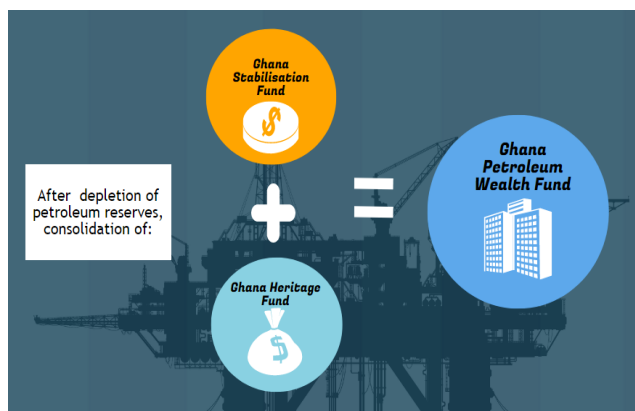 After depletion of
petroleum reserves,
consolidation of:
Ghana
Stabilisation
Fund
$
+
Ghana Heritage
Fund
$
=
Ghana
Petroleum
Wealth Fund